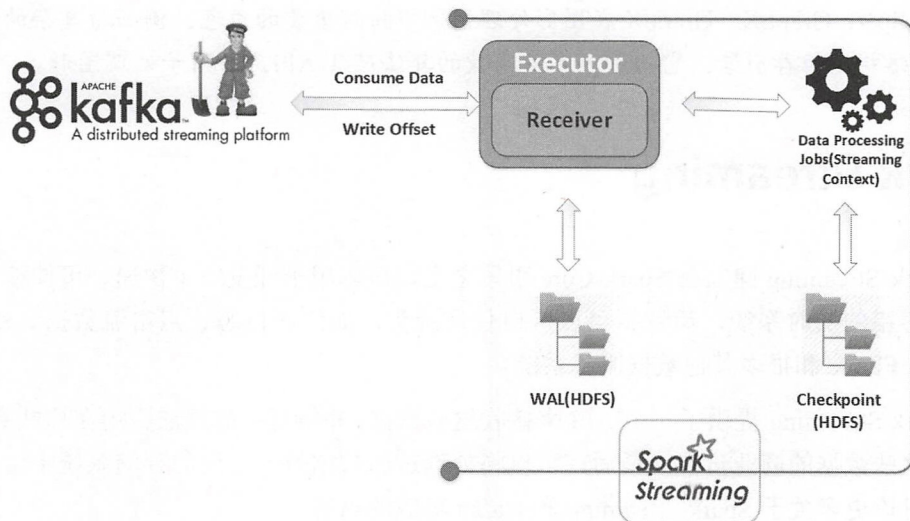 APACHE
kafka™
A distributed streaming platform
Consume Data
Write Offset
Executor
Receiver
Data Processing
Jobs(Streaming
Context)
WAL(HDFS)
Checkpoint
(HDFS)
Spark
Streaming